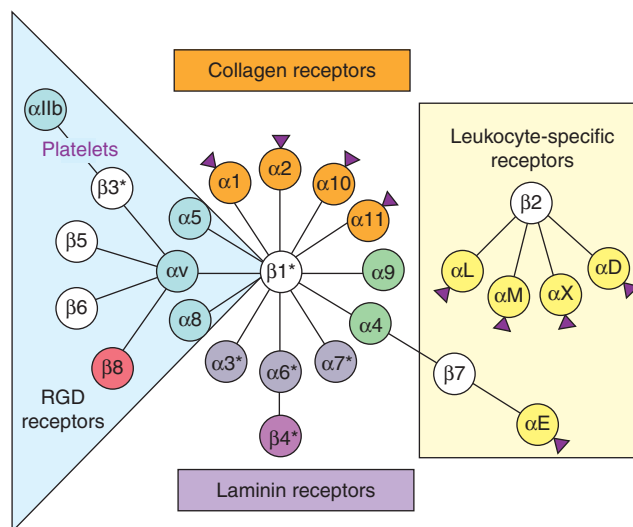 Collagen receptors
αIIb
Platelets
β3*
α1
α2
α10
α11
α5
β5
αv
β1*
α9
β6
α8
α4
β8
α3*
α6*
α7*
RGD
receptors
β4*
Laminin receptors
Leukocyte-specific
receptors
β2
αL
αM
αX
αD
β7
αE